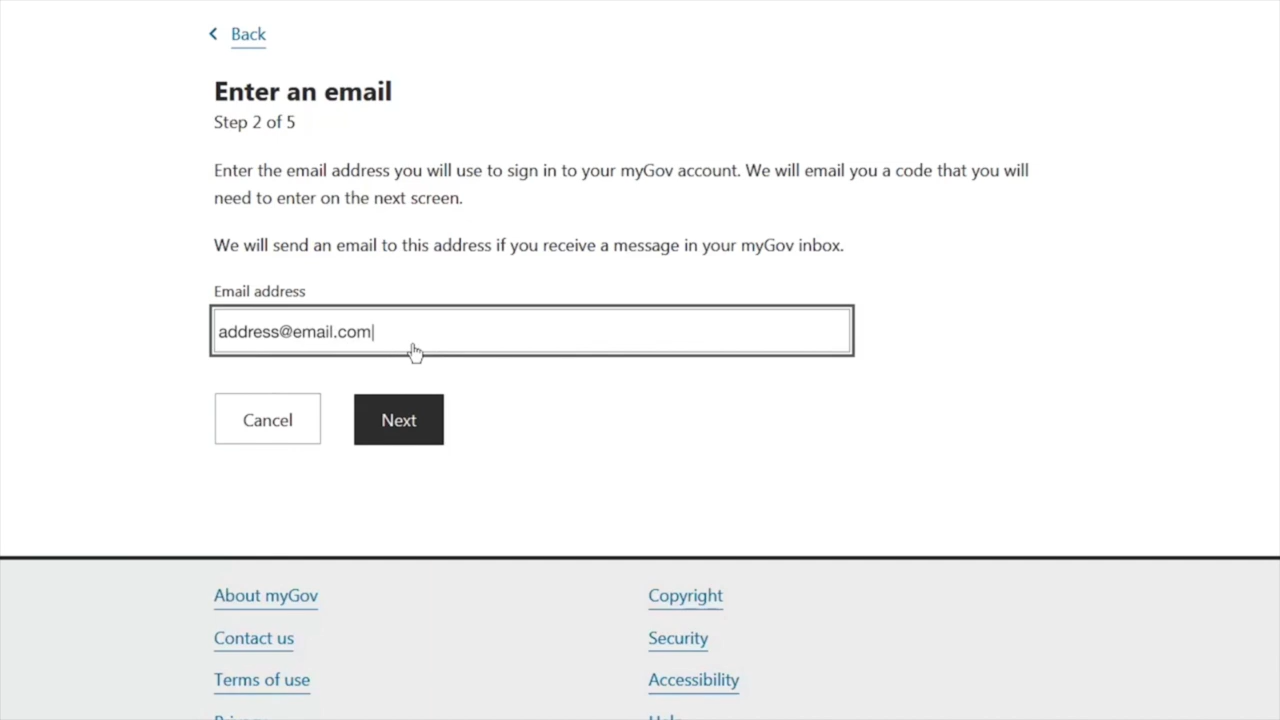 Back
Enter an email
Step 2 of 5
Enter the email address you will use to sign in to your myGov account. We will email you a code that you will
need to enter on the next screen.
We will send an email to this address if you receive a message in your myGov inbox.
Email address
address@email.com
Cancel
Next
About myGov
Copyright
Contact us
Security
Terms of use
Accessibility